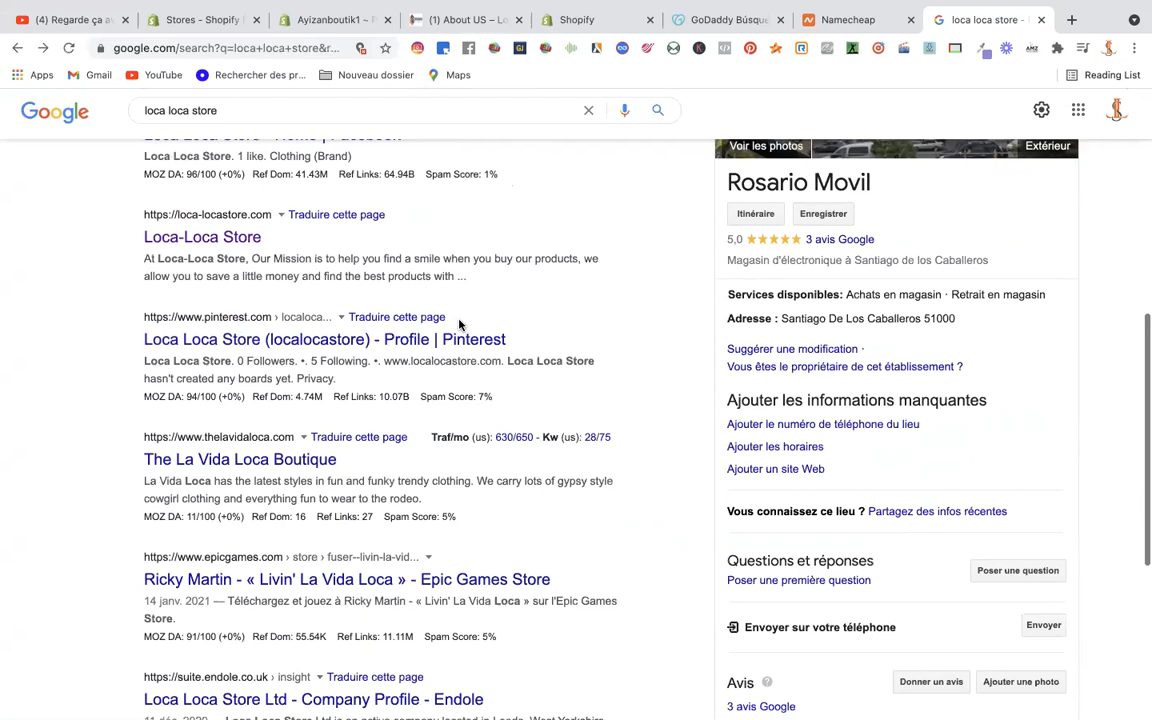 (4) Regarde ça av
Stores - Shopify
Ayizanboutik1 ~ P
(1) About US – Lo
Shopify
GoDaddy Búsque
Namecheap
loca loca store -
google.com/search?q=loca+loca+store&r...
Apps
Gmail
YouTube
Rechercher des pr...
Nouveau dossier
Maps
Reading List
Google
loca loca store
Loca Loca Store - Home | Facebook
Loca Loca Store. 1 like. Clothing (Brand)
MOZ DA: 96/100 (+0%) Ref Dom: 41.43M Ref Links: 64.94B Spam Score: 1%
https://loca-locastore.com Traduire cette page
Loca-Loca Store
At Loca-Loca Store, Our Mission is to help you find a smile when you buy our products, we
allow you to save a little money and find the best products with ...
https://www.pinterest.com › localoca... Traduire cette page
Loca Loca Store (localocastore) - Profile | Pinterest
Loca Loca Store. 0 Followers. •. 5 Following. •. www.localocastore.com. Loca Loca Store
hasn't created any boards yet. Privacy.
MOZ DA: 94/100 (+0%) Ref Dom: 4.74M Ref Links: 10.07B Spam Score: 7%
https://www.thelavidaloca.com Traduire cette page Traf/mo (us): 630/650 - Kw (us): 28/75
The La Vida Loca Boutique
La Vida Loca has the latest styles in fun and funky trendy clothing. We carry lots of gypsy style
cowgirl clothing and everything fun to wear to the rodeo.
MOZ DA: 11/100 (+0%) Ref Dom: 16 Ref Links: 27 Spam Score: 5%
https://www.epicgames.com › store › fuser--livin-la-vid...
Ricky Martin - « Livin' La Vida Loca » - Epic Games Store
14 janv. 2021 — Téléchargez et jouez à Ricky Martin - « Livin' La Vida Loca » sur l'Epic Games
Store.
MOZ DA: 91/100 (+0%) Ref Dom: 55.54K Ref Links: 11.11M Spam Score: 5%
https://suite.endole.co.uk › insight Traduire cette page
Loca Loca Store Ltd - Company Profile - Endole
Voir les photos
Extérieur
Rosario Movil
Itinéraire
Enregistrer
5,0 3 avis Google
Magasin d'électronique à Santiago de los Caballeros
Services disponibles: Achats en magasin · Retrait en magasin
Adresse : Santiago De Los Caballeros 51000
Suggérer une modification ·
Vous êtes le propriétaire de cet établissement ?
Ajouter les informations manquantes
Ajouter le numéro de téléphone du lieu
Ajouter les horaires
Ajouter un site Web
Vous connaissez ce lieu ? Partagez des infos récentes
Questions et réponses
Poser une première question
Poser une question
Envoyer sur votre téléphone
Envoyer
Avis
Donner un avis
Ajouter une photo
3 avis Google